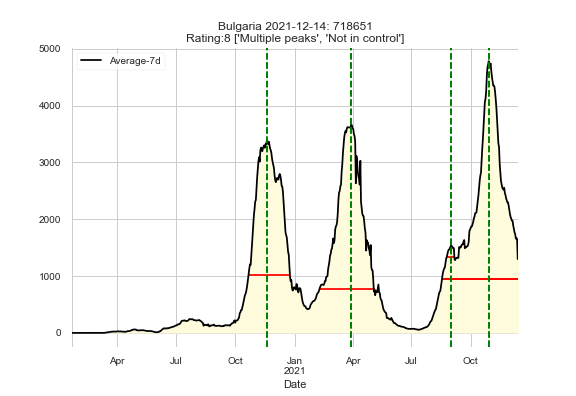 Bulgaria 2021-12-14: 718651
Rating:8 ['Multiple peaks', 'Not in control']
Average-7d
5000
4000
3000
2000
1000
0
Apr
Jul
Oct
Jan
2021
Apr
Jul
Oct
Date